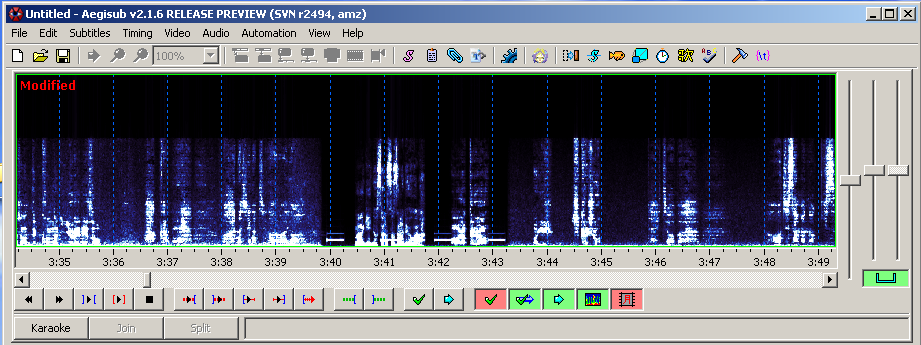 Untitled - Aegisub v2.1.6 RELEASE PREVIEW (SVN r2494, amz)
File Edit Subtitles Timing Video Audio Automation View Help
100%
Modified
3:35 3:36 3:37 3:38 3:39 3:40 3:41 3:42 3:43 3:44 3:45 3:46 3:47 3:48 3:49
Karaoke Join Split